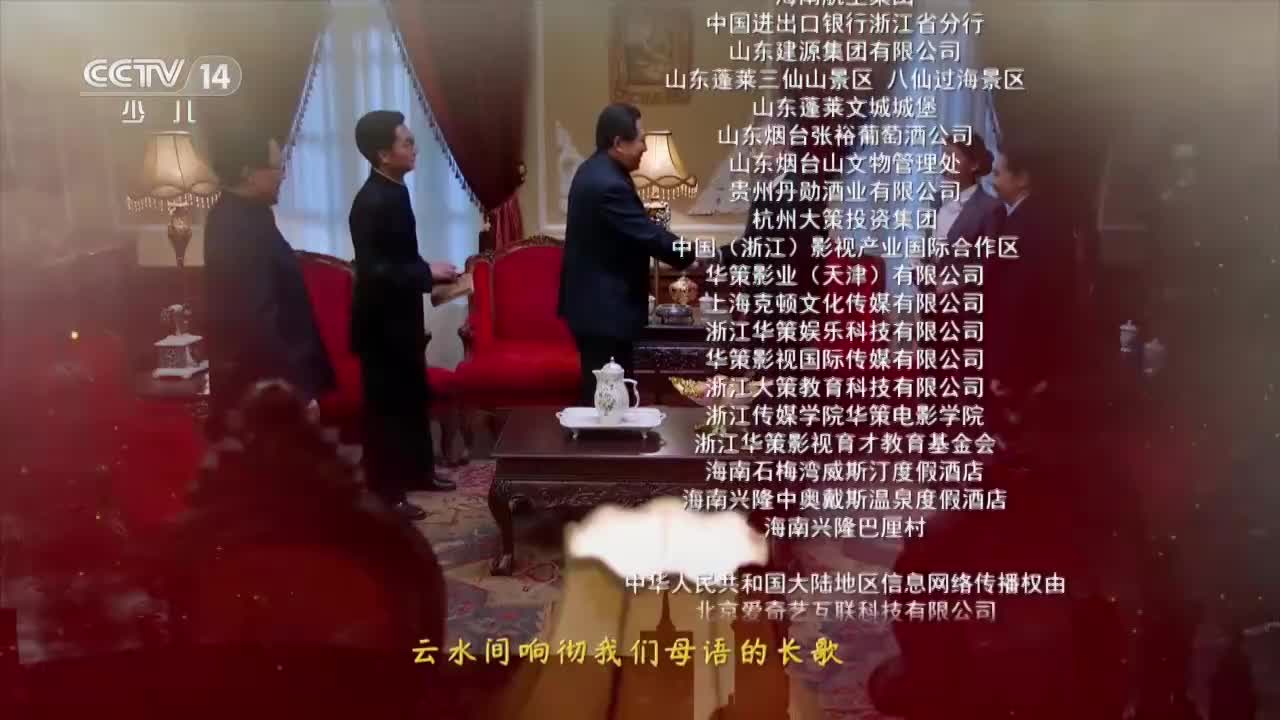 CCTV 14
少儿
海南航空集团
中国进出口银行浙江省分行
山东建源集团有限公司
山东蓬莱三仙山景区 八仙过海景区
山东蓬莱文城城堡
山东烟台张裕葡萄酒公司
山东烟台山文物管理处
贵州丹勋酒业有限公司
杭州大策投资集团
中国（浙江）影视产业国际合作区
华策影业（天津）有限公司
上海克顿文化传媒有限公司
浙江华策娱乐科技有限公司
华策影视国际传媒有限公司
浙江大策教育科技有限公司
浙江传媒学院华策电影学院
浙江华策影视育才教育基金会
海南石梅湾威斯汀度假酒店
海南兴隆中奥戴斯温泉度假酒店
海南兴隆巴厘村
中华人民共和国大陆地区信息网络传播权由
北京爱奇艺互联科技有限公司
云水间响彻我们母语的长歌